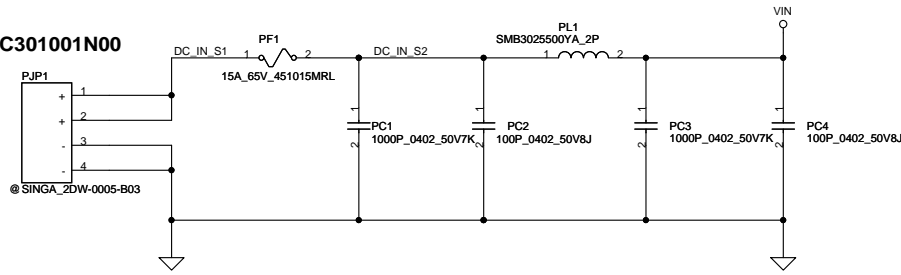 VIN
C301001N00
PF1
PL1
SMB3025500YA_2P
DC_IN_S1
1
2
DC_IN_S2
1
2
15A_65V_451015MRL
PJP1
+
1
+
2
-
3
-
4
@ SINGA_2DW-0005-B03
1
2
PC1
1000P_0402_50V7K
1
2
PC2
100P_0402_50V8J
1
2
PC3
1000P_0402_50V7K
1
2
PC4
100P_0402_50V8J